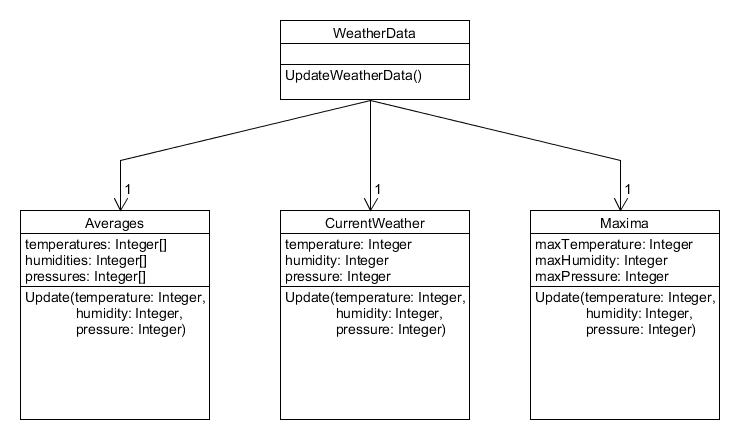 WeatherData
UpdateWeatherData()
1
1
1
Averages
temperatures: Integer[]
humidities: Integer[]
pressures: Integer[]
Update(temperature: Integer,
humidity: Integer,
pressure: Integer)
CurrentWeather
temperature: Integer
humidity: Integer
pressure: Integer
Update(temperature: Integer,
humidity: Integer,
pressure: Integer)
Maxima
maxTemperature: Integer
maxHumidity: Integer
maxPressure: Integer
Update(temperature: Integer,
humidity: Integer,
pressure: Integer)